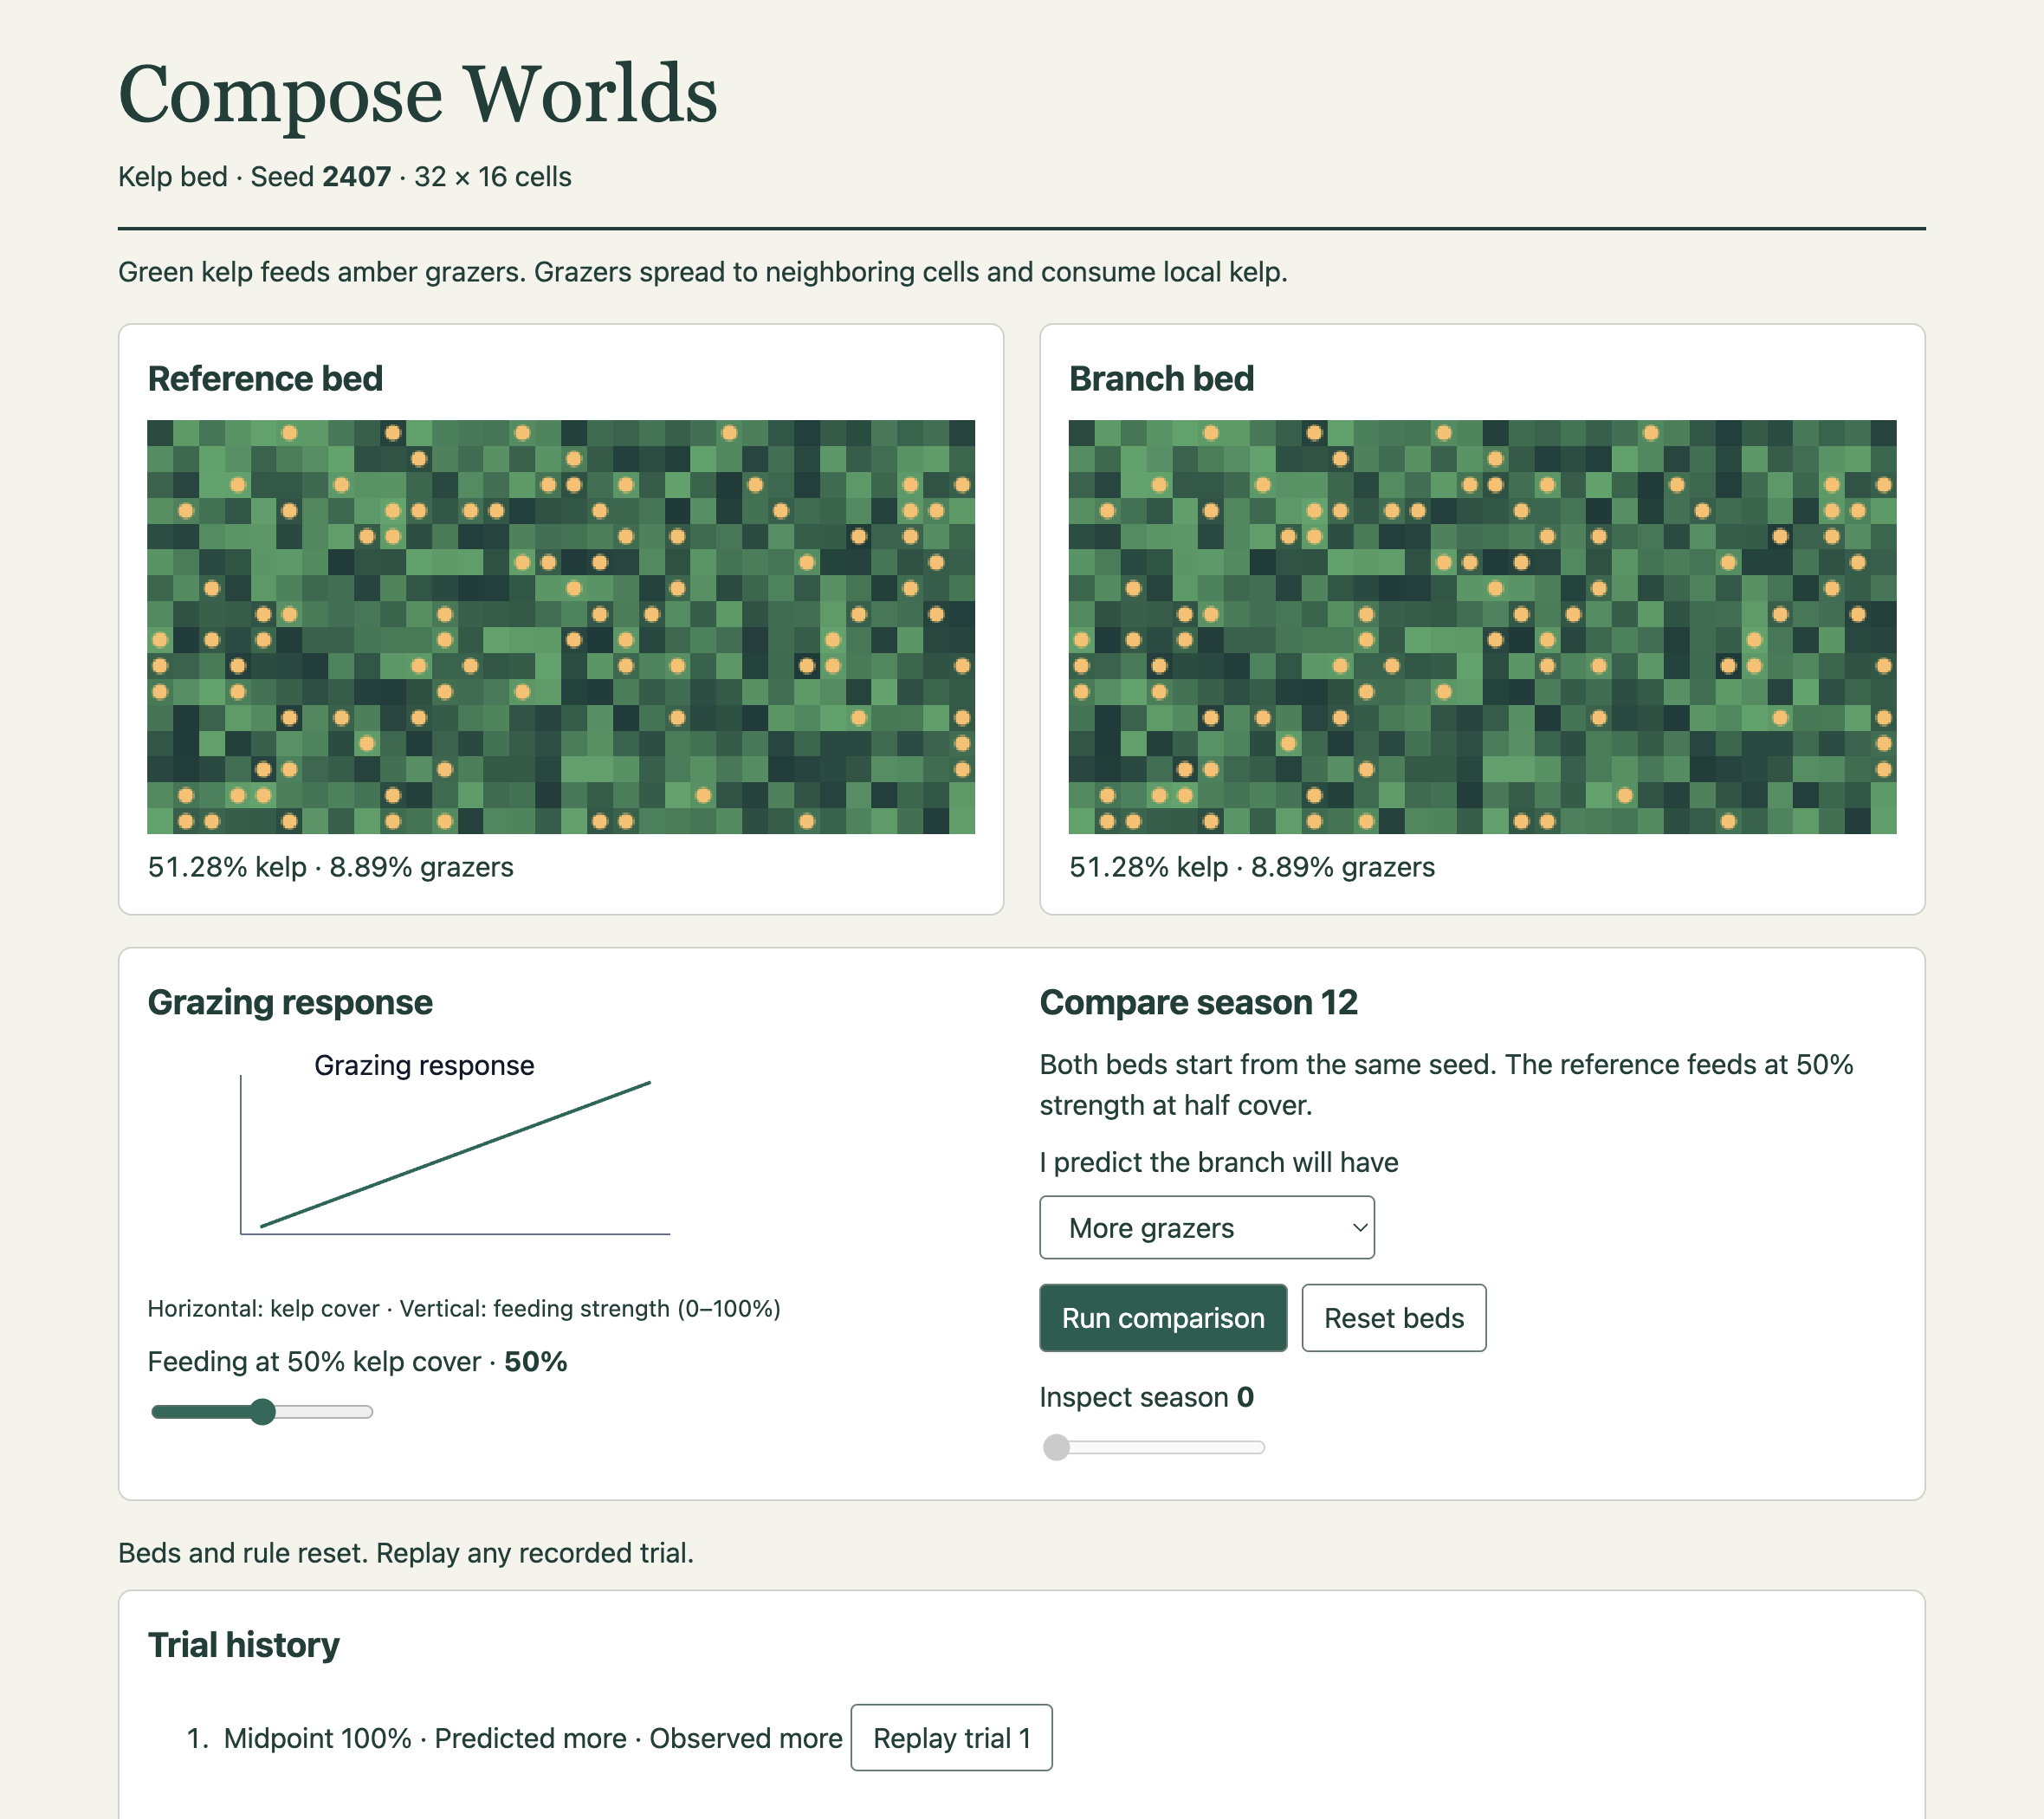 Compose Worlds
Kelp bed · Seed 2407 · 32 × 16 cells
Green kelp feeds amber grazers. Grazers spread to neighboring cells and consume local kelp.
Reference bed
51.28% kelp · 8.89% grazers
Branch bed
51.28% kelp · 8.89% grazers
Grazing response
Grazing response
Horizontal: kelp cover · Vertical: feeding strength (0–100%)
Feeding at 50% kelp cover · 50%
Compare season 12
Both beds start from the same seed. The reference feeds at 50%
strength at half cover.
I predict the branch will have
More grazers
Run comparison
Reset beds
Inspect season 0
Beds and rule reset. Replay any recorded trial.
Trial history
1. Midpoint 100% · Predicted more · Observed more
Replay trial 1